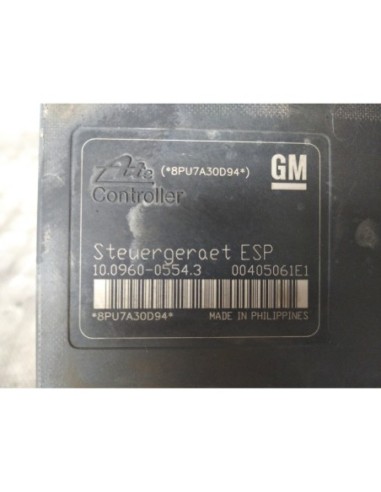 Ate (*8PU7A30D94*) GM
Controller
Steuergeraet ESP
10.0960-0554.3 00405061E1
*8PU7A30D94* MADE IN PHILIPPINES